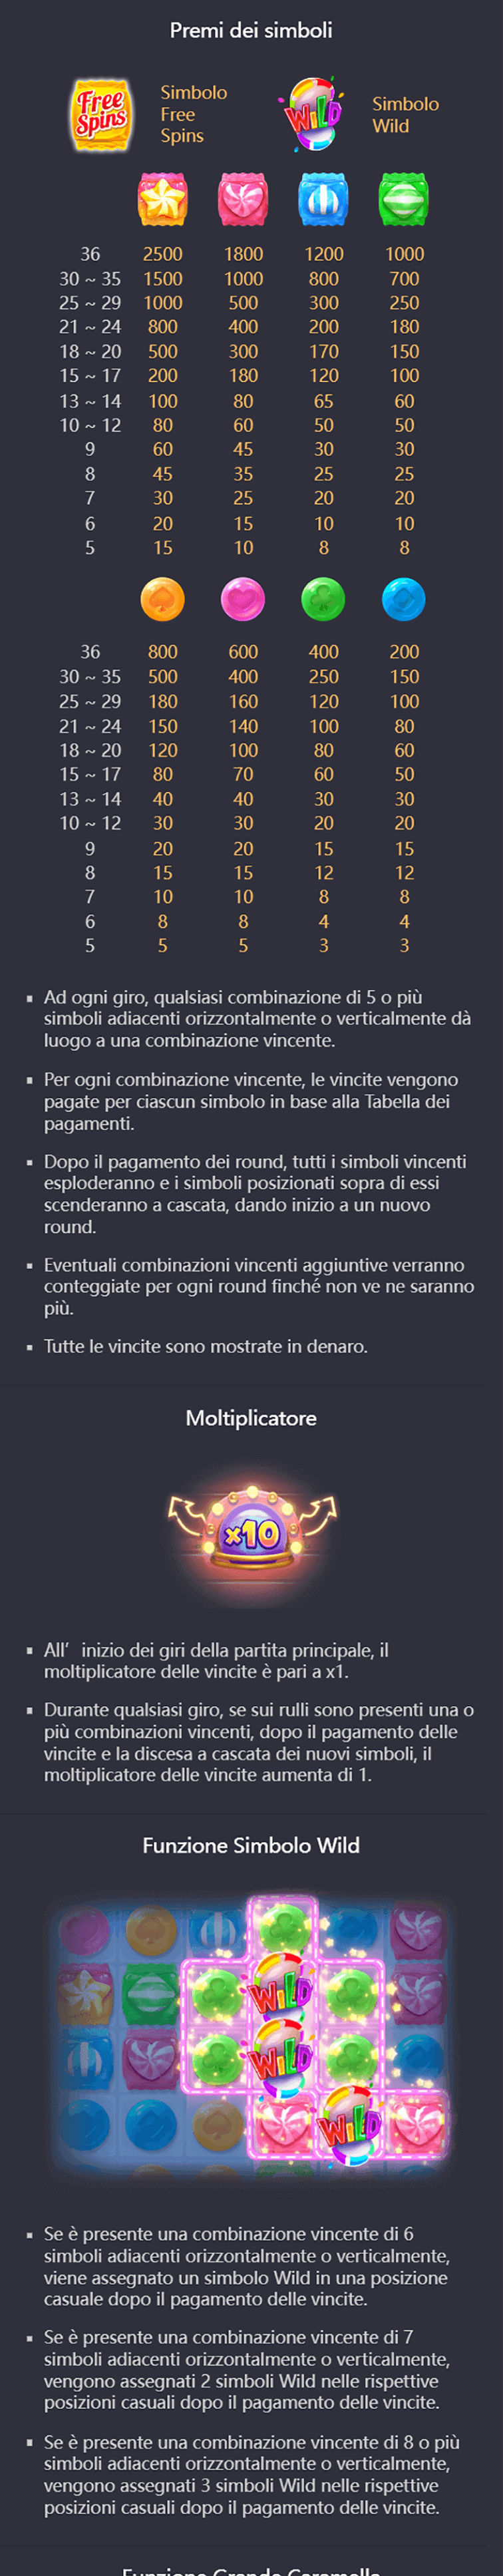 Premi dei simboli
Free
Spins
Simbolo
Free
Spins
WILD
Simbolo
Wild
36 2500 1800 1200 1000
30 ~ 35 1500 1000 800 700
25 ~ 29 1000 500 300 250
21 ~ 24 800 400 200 180
18 ~ 20 500 300 170 150
15 ~ 17 200 180 120 100
13 ~ 14 100 80 65 60
10 ~ 12 80 60 50 50
9 60 45 30 30
8 45 35 25 25
7 30 25 20 20
6 20 15 10 10
5 15 10 8 8
36 800 600 400 200
30 ~ 35 500 400 250 150
25 ~ 29 180 160 120 100
21 ~ 24 150 140 100 80
18 ~ 20 120 100 80 60
15 ~ 17 80 70 60 50
13 ~ 14 40 40 30 30
10 ~ 12 30 30 20 20
9 20 20 15 15
8 15 15 12 12
7 10 10 8 8
6 8 8 4 4
5 5 5 3 3
▪ Ad ogni giro, qualsiasi combinazione di 5 o più
simboli adiacenti orizzontalmente o verticalmente dà
luogo a una combinazione vincente.
▪ Per ogni combinazione vincente, le vincite vengono
pagate per ciascun simbolo in base alla Tabella dei
pagamenti.
▪ Dopo il pagamento dei round, tutti i simboli vincenti
esploderanno e i simboli posizionati sopra di essi
scenderanno a cascata, dando inizio a un nuovo
round.
▪ Eventuali combinazioni vincenti aggiuntive verranno
conteggiate per ogni round finché non ve ne saranno
più.
▪ Tutte le vincite sono mostrate in denaro.
Moltiplicatore
x10
▪ All’ inizio dei giri della partita principale, il
moltiplicatore delle vincite è pari a x1.
▪ Durante qualsiasi giro, se sui rulli sono presenti una o
più combinazioni vincenti, dopo il pagamento delle
vincite e la discesa a cascata dei nuovi simboli, il
moltiplicatore delle vincite aumenta di 1.
Funzione Simbolo Wild
WILD
WILD
WILD
▪ Se è presente una combinazione vincente di 6
simboli adiacenti orizzontalmente o verticalmente,
viene assegnato un simbolo Wild in una posizione
casuale dopo il pagamento delle vincite.
▪ Se è presente una combinazione vincente di 7
simboli adiacenti orizzontalmente o verticalmente,
vengono assegnati 2 simboli Wild nelle rispettive
posizioni casuali dopo il pagamento delle vincite.
▪ Se è presente una combinazione vincente di 8 o più
simboli adiacenti orizzontalmente o verticalmente,
vengono assegnati 3 simboli Wild nelle rispettive
posizioni casuali dopo il pagamento delle vincite.
Funzione Grande Caramella